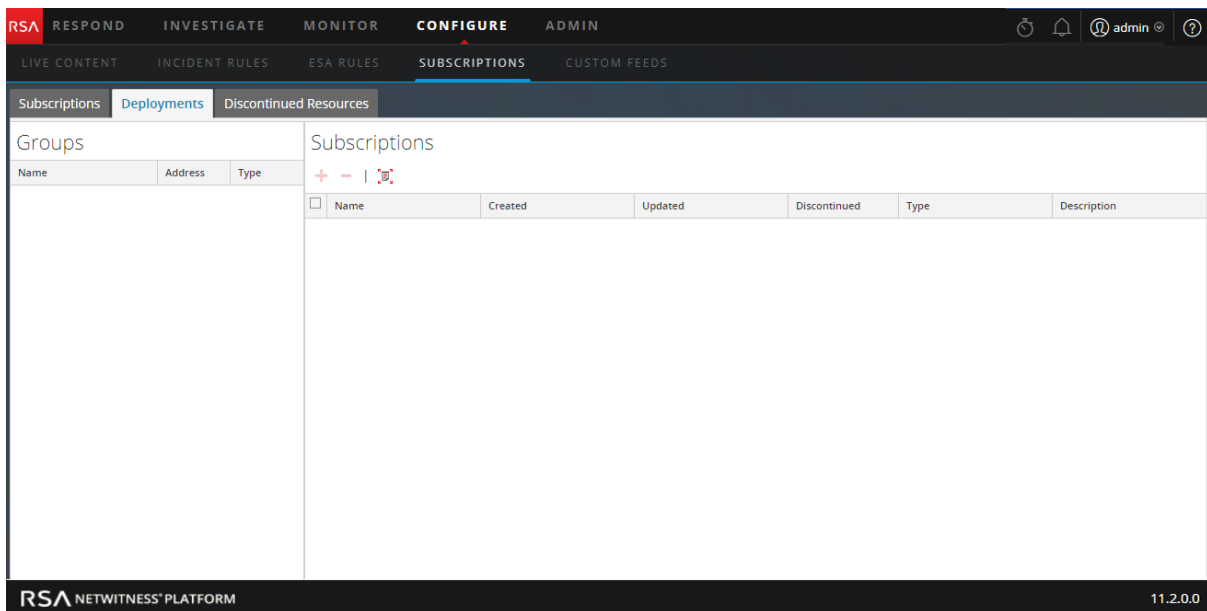 RSA RESPOND INVESTIGATE MONITOR CONFIGURE ADMIN admin ?
LIVE CONTENT INCIDENT RULES ESA RULES SUBSCRIPTIONS CUSTOM FEEDS
Subscriptions Deployments Discontinued Resources
Groups
Name Address Type
Subscriptions
+ − |
Name Created Updated Discontinued Type Description
RSA NETWITNESS® PLATFORM 11.2.0.0